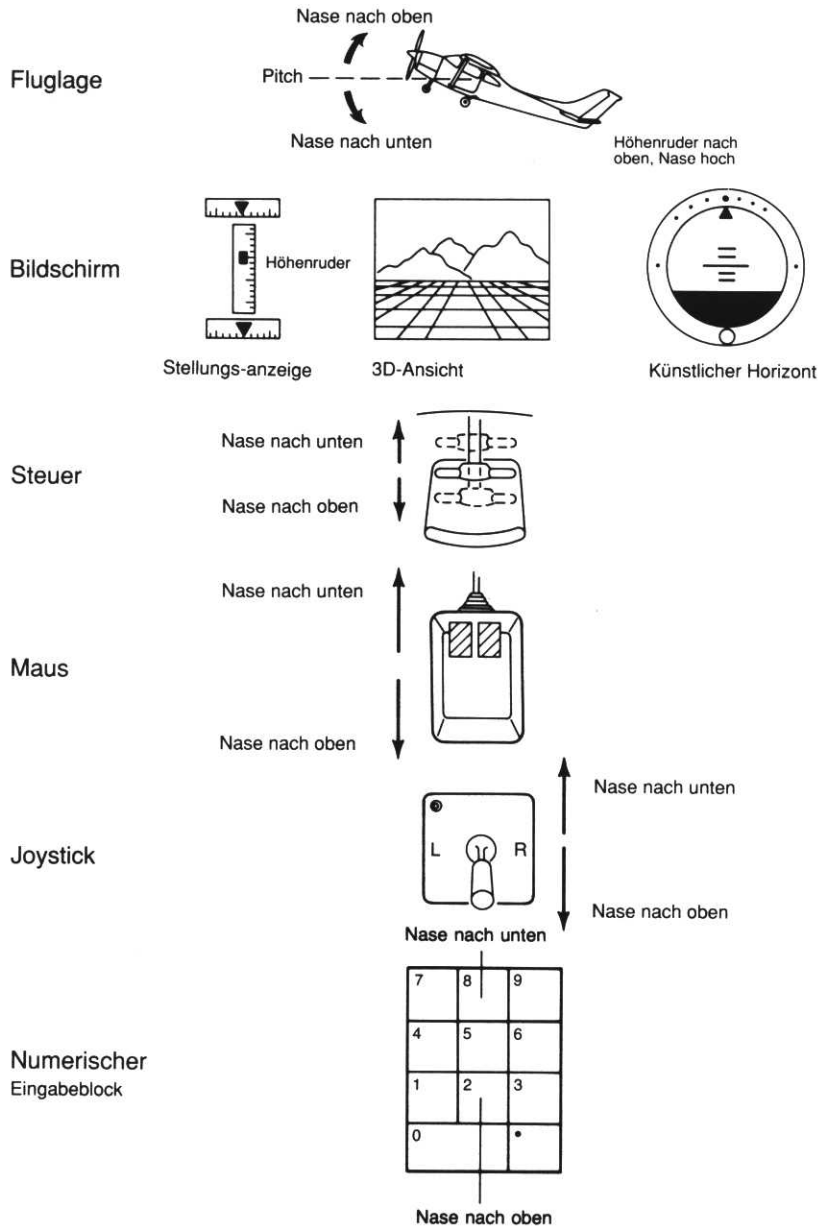 Nase nach oben
Fluglage
Pitch
Nase nach unten
Höhenruder nach
oben, Nase hoch
Bildschirm
Höhenruder
Stellungs-anzeige
3D-Ansicht
Künstlicher Horizont
Steuer
Nase nach unten
Nase nach oben
Maus
Nase nach unten
Nase nach oben
Joystick
L
R
Nase nach unten
Nase nach oben
Numerischer
Eingabeblock
Nase nach unten
7 8 9
4 5 6
1 2 3
0 •
Nase nach oben